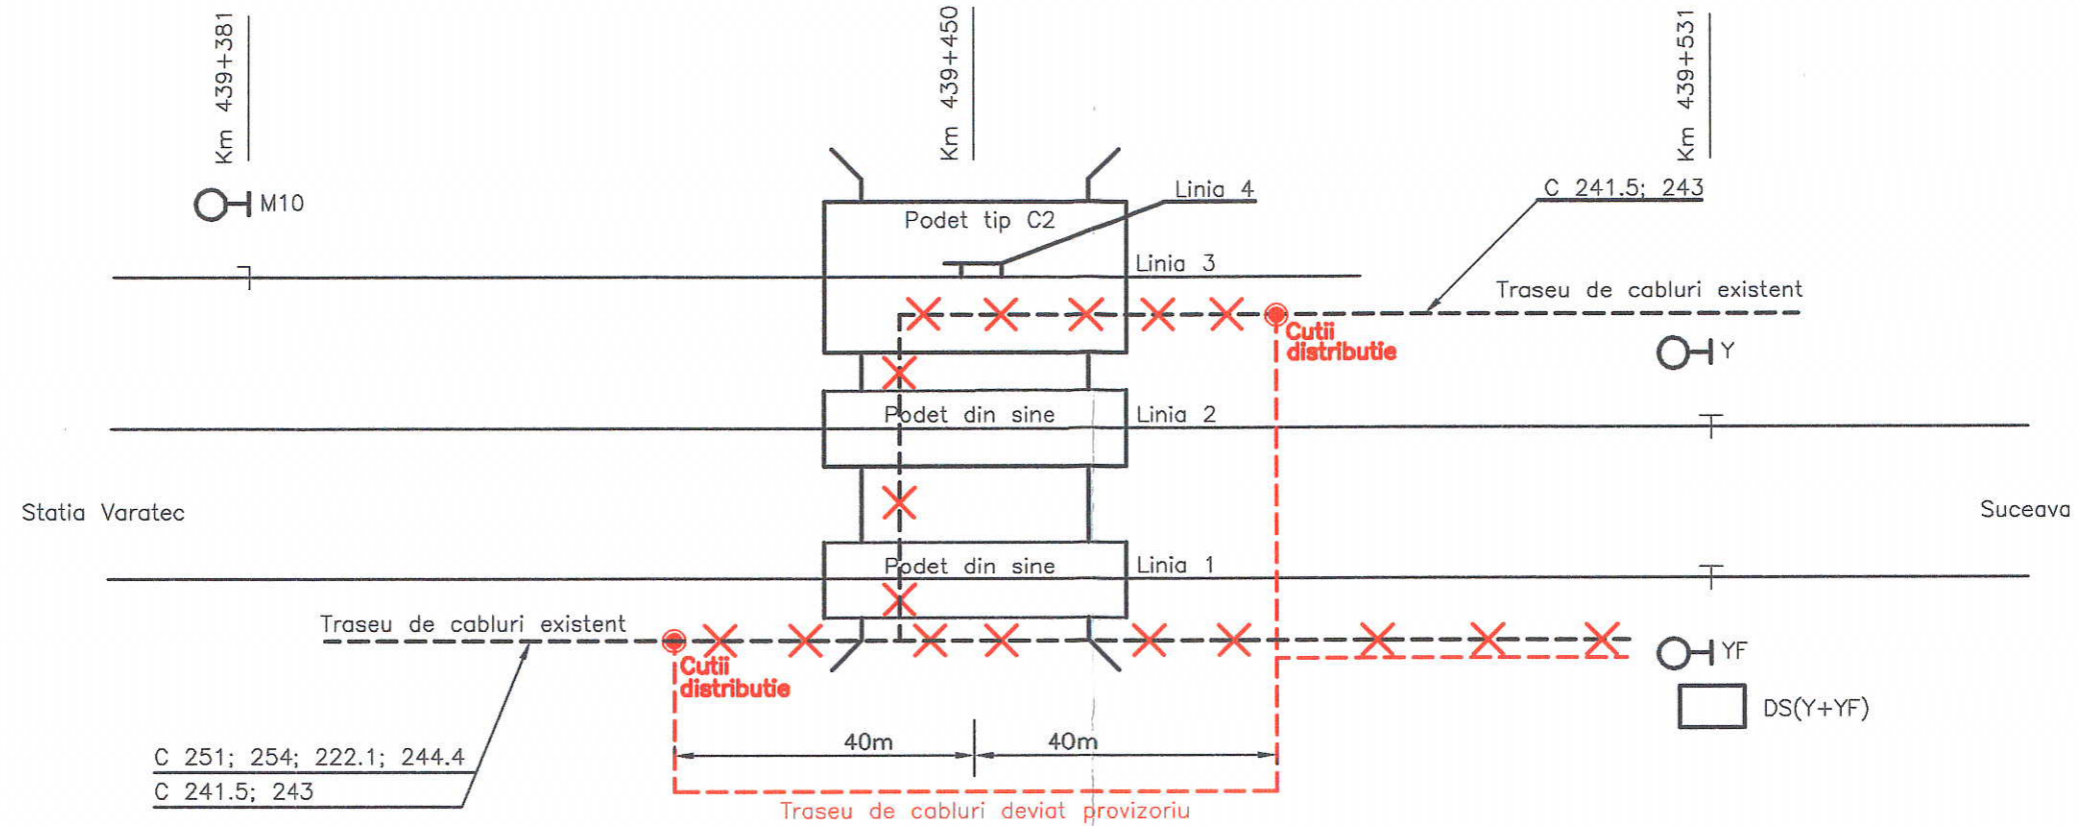 Km 439+381
Km 439+450
Km 439+531
M10
Linia 4
C 241.5; 243
Podet tip C2
Linia 3
Traseu de cabluri existent
Cutii
distributie
Y
Podet din sine
Linia 2
Statia Varatec
Suceava
Podet din sine
Linia 1
Traseu de cabluri existent
YF
Cutii
distributie
DS(Y+YF)
40m
40m
C 251; 254; 222.1; 244.4
C 241.5; 243
Traseu de cabluri deviat provizoriu